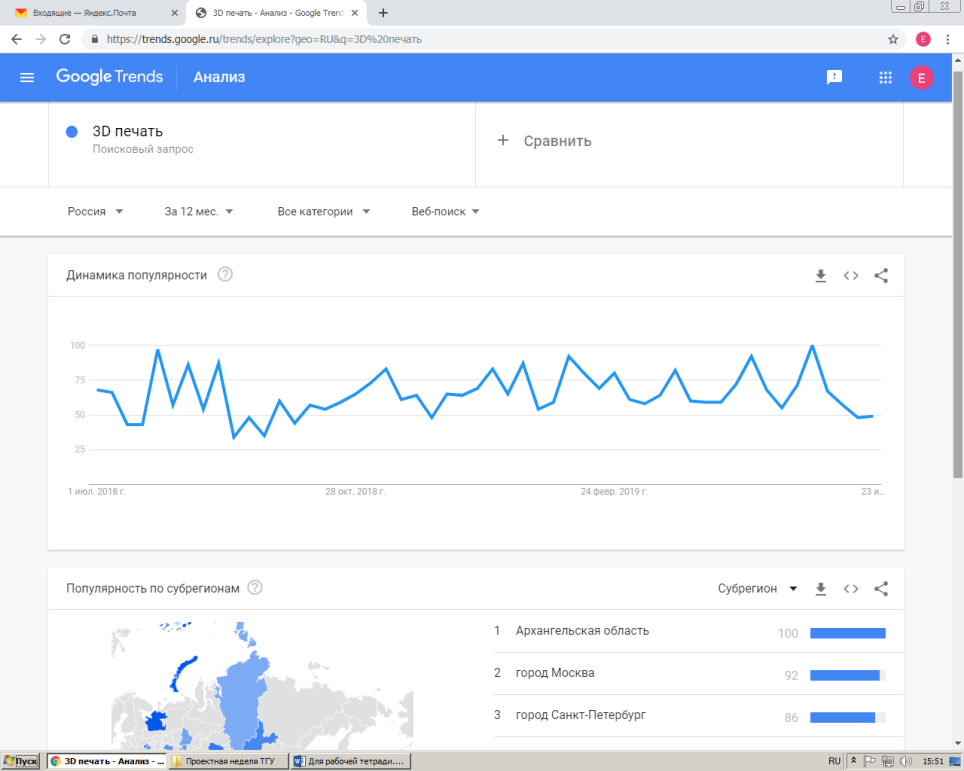 Входящие — Яндекс.Почта
3D печать - Анализ - Google Trend
https://trends.google.ru/trends/explore?geo=RU&q=3D%20печать
E
Google Trends
Анализ
E
3D печать
Поисковый запрос
+ Сравнить
Россия
За 12 мес.
Все категории
Веб-поиск
Динамика популярности
100
75
50
25
1 июл. 2018 г.
28 окт. 2018 г.
24 февр. 2019 г.
23 и...
Популярность по субрегионам
Субрегион
1 Архангельская область 100
2 город Москва 92
3 город Санкт-Петербург 86
Пуск
3D печать - Анализ - ...
Проектная неделя ТГУ
Для рабочей тетради....
RU
15:51